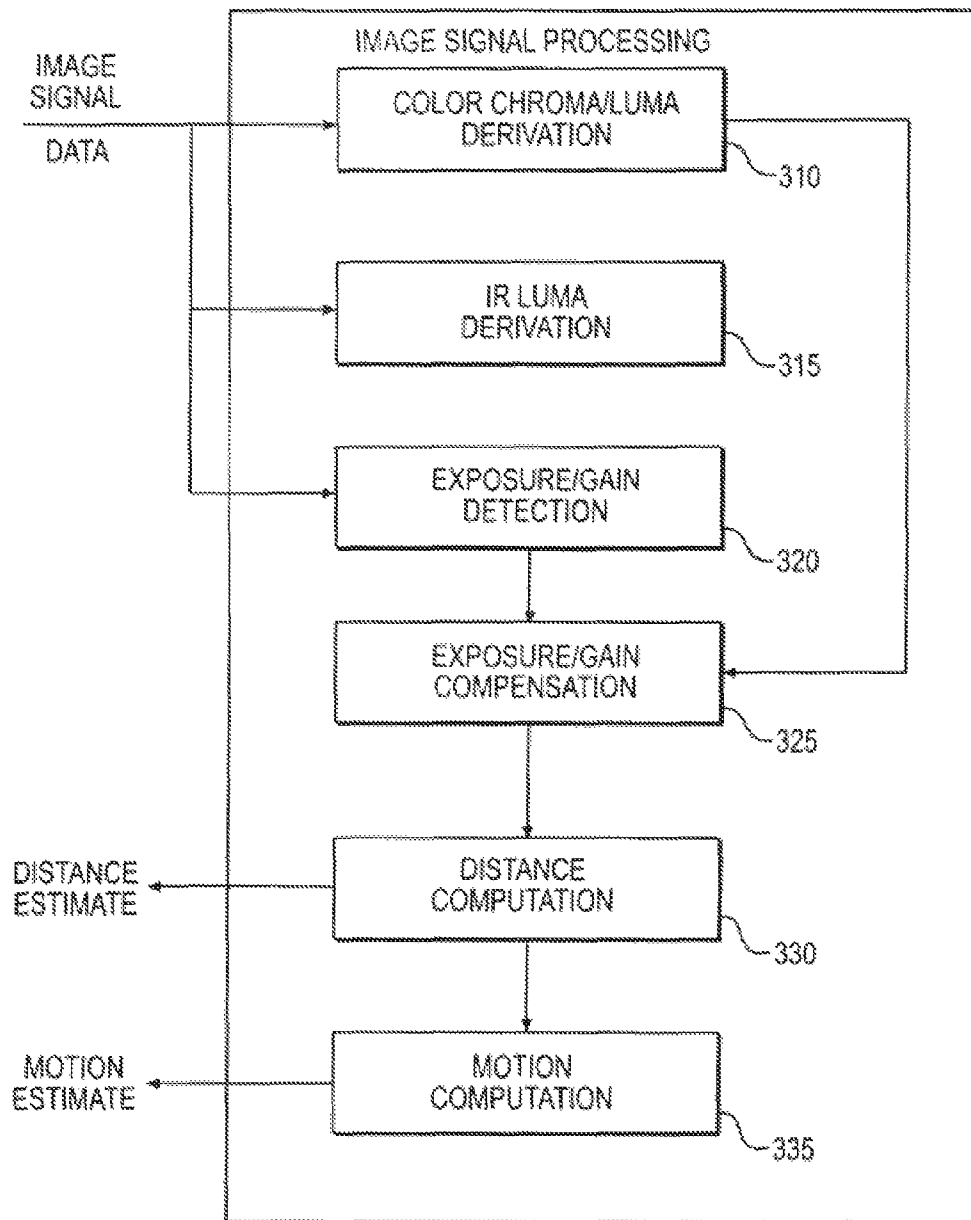 IMAGE SIGNAL PROCESSING
IMAGE
SIGNAL
DATA
COLOR CHROMA/LUMA
DERIVATION
310
IR LUMA
DERIVATION
315
EXPOSURE/GAIN
DETECTION
320
EXPOSURE/GAIN
COMPENSATION
325
DISTANCE
ESTIMATE
DISTANCE
COMPUTATION
330
MOTION
ESTIMATE
MOTION
COMPUTATION
335